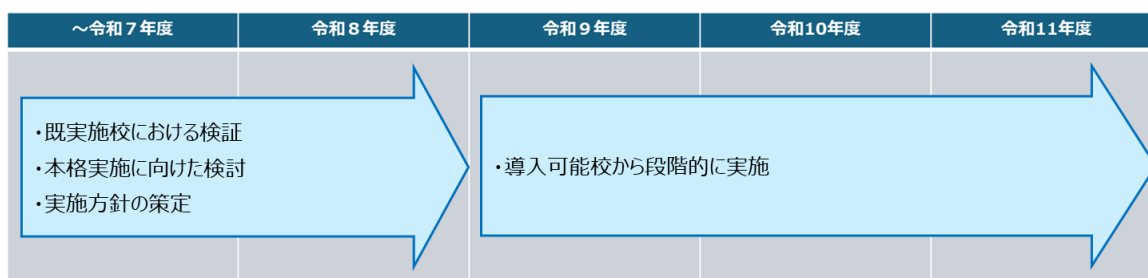 ～令和７年度
令和８年度
令和９年度
令和10年度
令和11年度
・既実施校における検証
・本格実施に向けた検討
・実施方針の策定
・導入可能校から段階的に実施